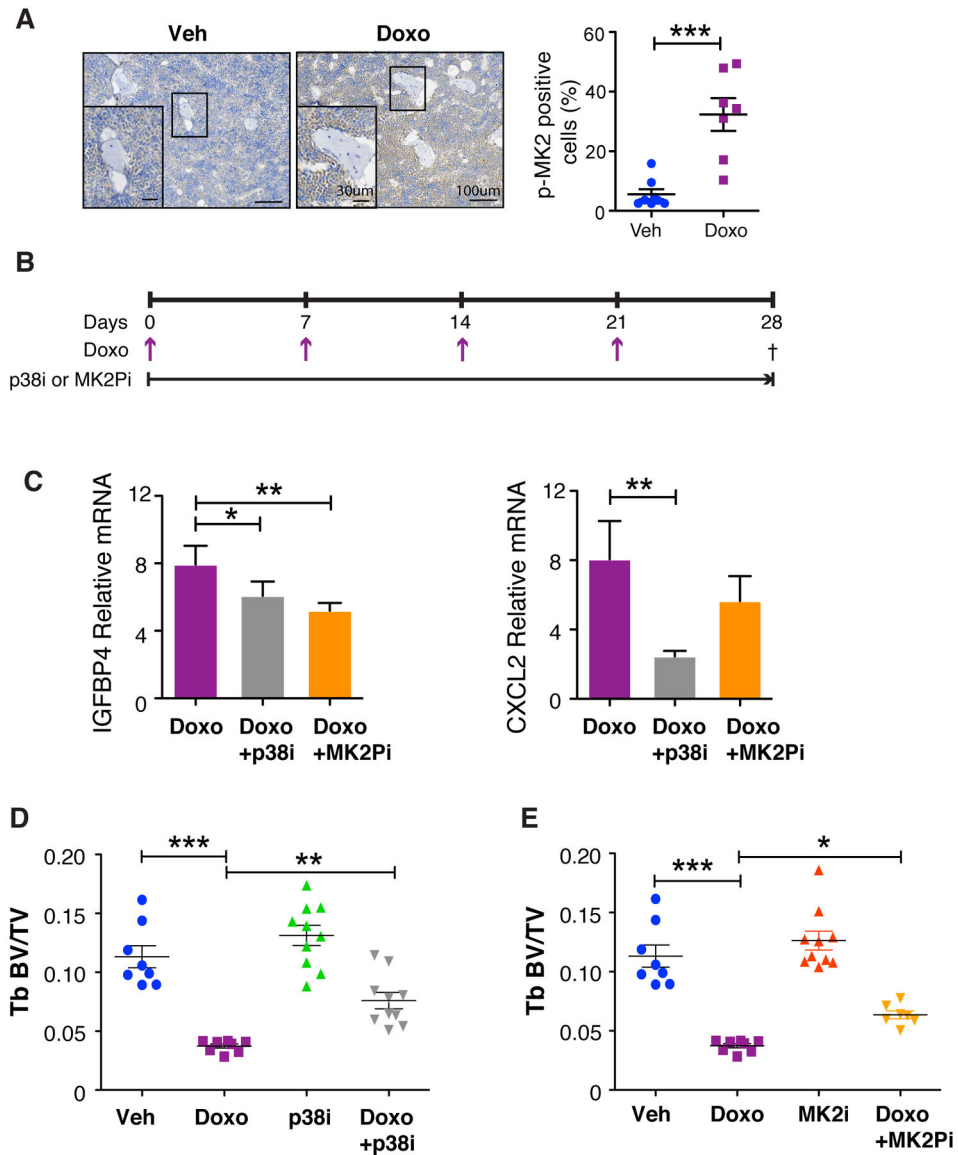 A
Veh
Doxo
30um
100um
p-MK2 positive
cells (%)
60
40
20
0
***
Veh
Doxo
B
Days
0
7
14
21
28
Doxo
†
p38i or MK2Pi
C
IGFBP4 Relative mRNA
12
8
4
0
**
*
Doxo
Doxo
+p38i
Doxo
+MK2Pi
CXCL2 Relative mRNA
12
8
4
0
**
Doxo
Doxo
+p38i
Doxo
+MK2Pi
D
Tb BV/TV
0.20
0.15
0.10
0.05
0
***
**
Veh
Doxo
p38i
Doxo
+p38i
E
Tb BV/TV
0.20
0.15
0.10
0.05
0
***
*
Veh
Doxo
MK2i
Doxo
+MK2Pi